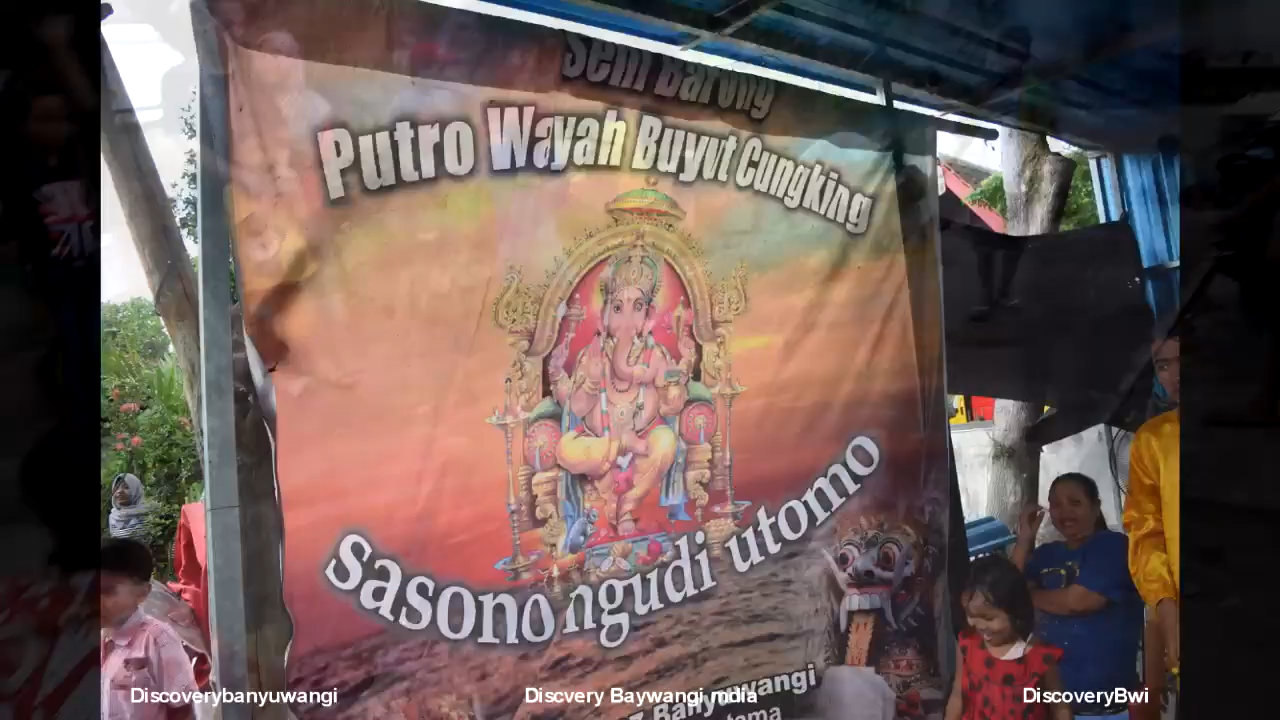 Seni Barong
Putro Wayah Buyut Cungking
sasono ngudi utomo
Banyuwangi
Discoverybanyuwangi
Discvery Baywangi mdia
DiscoveryBwi